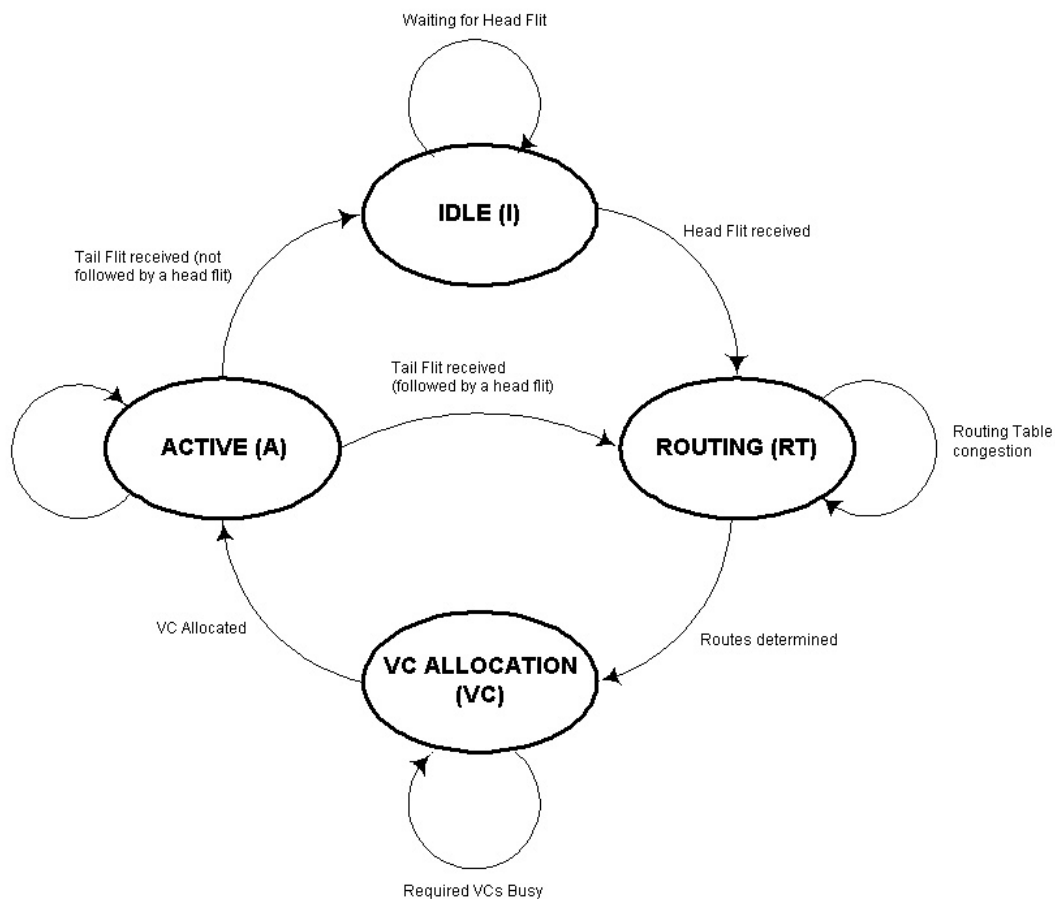 Waiting for Head Flit
IDLE (I)
Head Flit received
Tail Flit received (not
followed by a head flit)
Tail Flit received
(followed by a head flit)
ACTIVE (A)
ROUTING (RT)
Routing Table
congestion
VC Allocated
Routes determined
VC ALLOCATION
(VC)
Required VCs Busy